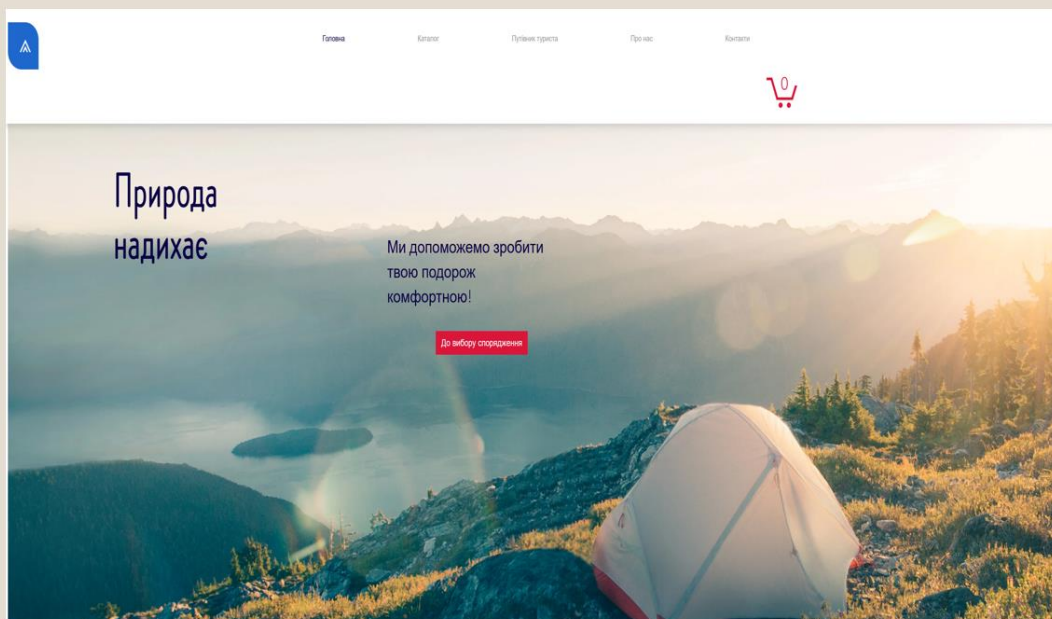 Головна Каталог Путівник туриста Про нас Контакти
0
Природа
надихає
Ми допоможемо зробити
твою подорож
комфортною!
До вибору спорядження